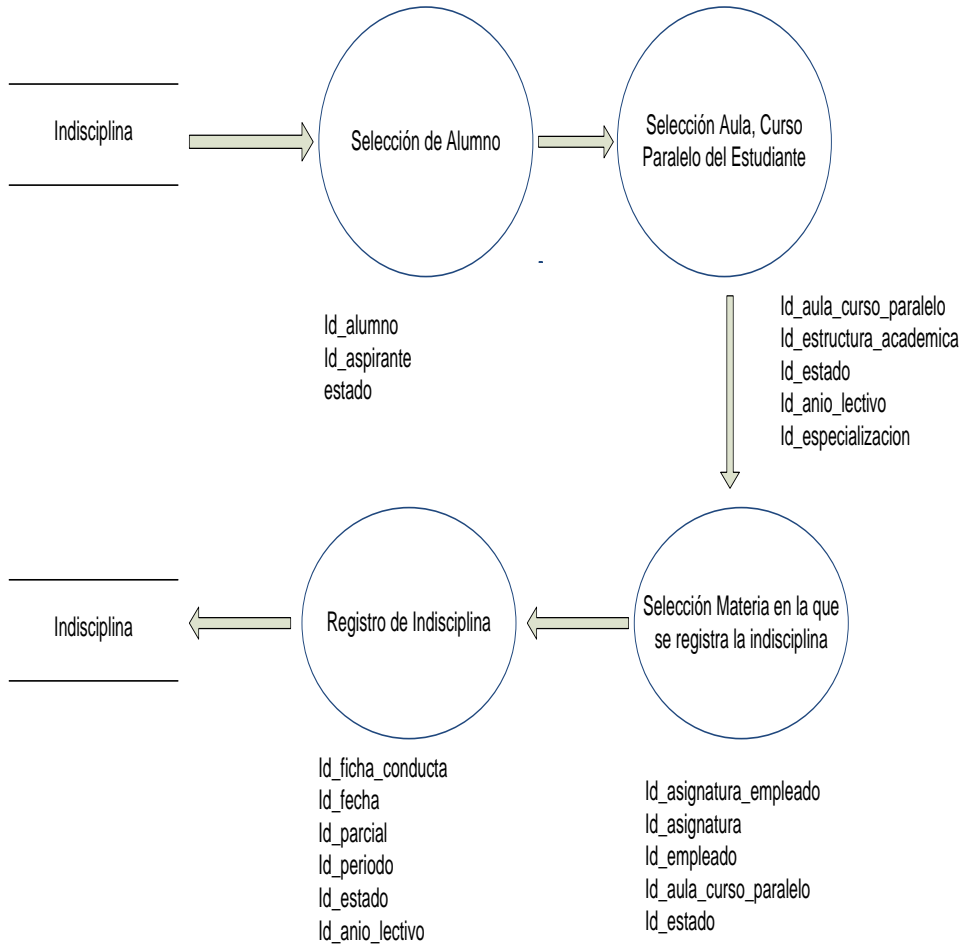 Indisciplina
Selección de Alumno
Selección Aula, Curso
Paralelo del Estudiante
Id_alumno
Id_aspirante
estado
Id_aula_curso_paralelo
Id_estructura_academica
Id_estado
Id_anio_lectivo
Id_especializacion
Indisciplina
Registro de Indisciplina
Selección Materia en la que
se registra la indisciplina
Id_ficha_conducta
Id_fecha
Id_parcial
Id_periodo
Id_estado
Id_anio_lectivo
Id_asignatura_empleado
Id_asignatura
Id_empleado
Id_aula_curso_paralelo
Id_estado